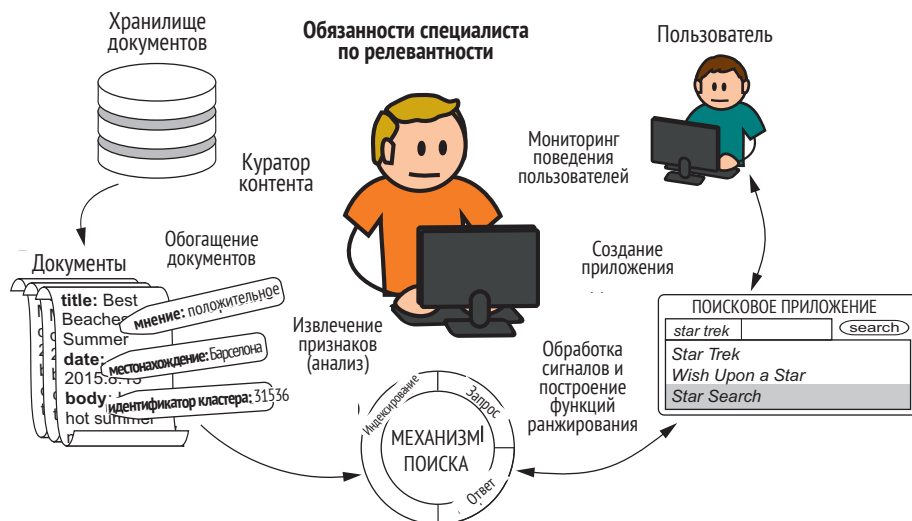 Хранилище
документов
Обязанности специалиста
по релевантности
Пользователь
Куратор
контента
Мониторинг
поведения
пользователей
Обогащение
документов
Создание
приложения
Документы
title: Best
Beaches
Summer
date:
2015.8.15
body:
hot summer
мнение: положительное
местонахождение: Барселона
идентификатор кластера: 31536
Извлечение
признаков
(анализ)
Обработка
сигналов и
построение
функций
ранжирования
ПОИСКОВОЕ ПРИЛОЖЕНИЕ
star trek
search
Star Trek
Wish Upon a Star
Star Search
Индексирование
Запрос
Ответ
МЕХАНИЗМ
ПОИСКА